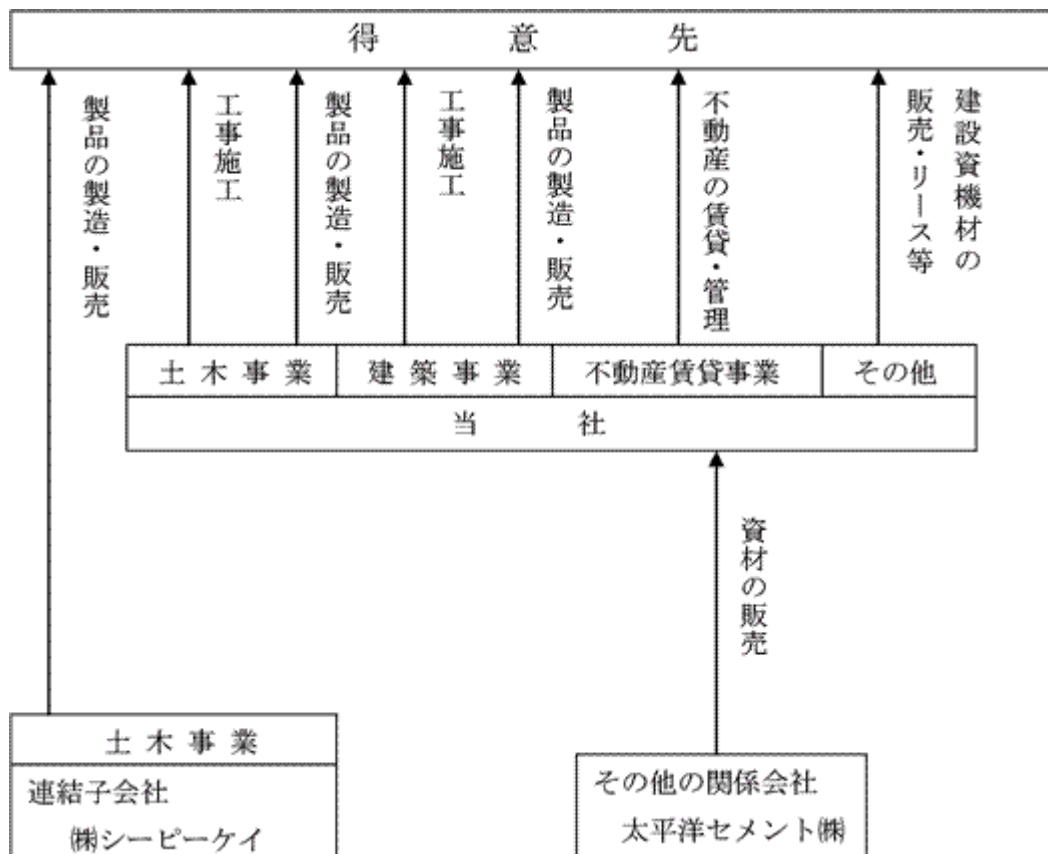 得意先
製品の製造・販売
工事施工
製品の製造・販売
工事施工
製品の製造・販売
不動産の賃貸・管理
建設資機材の
販売・リース等
土木事業
建築事業
不動産賃貸事業
その他
当社
資材の販売
土木事業
連結子会社
㈱シーピーケイ
その他の関係会社
太平洋セメント㈱